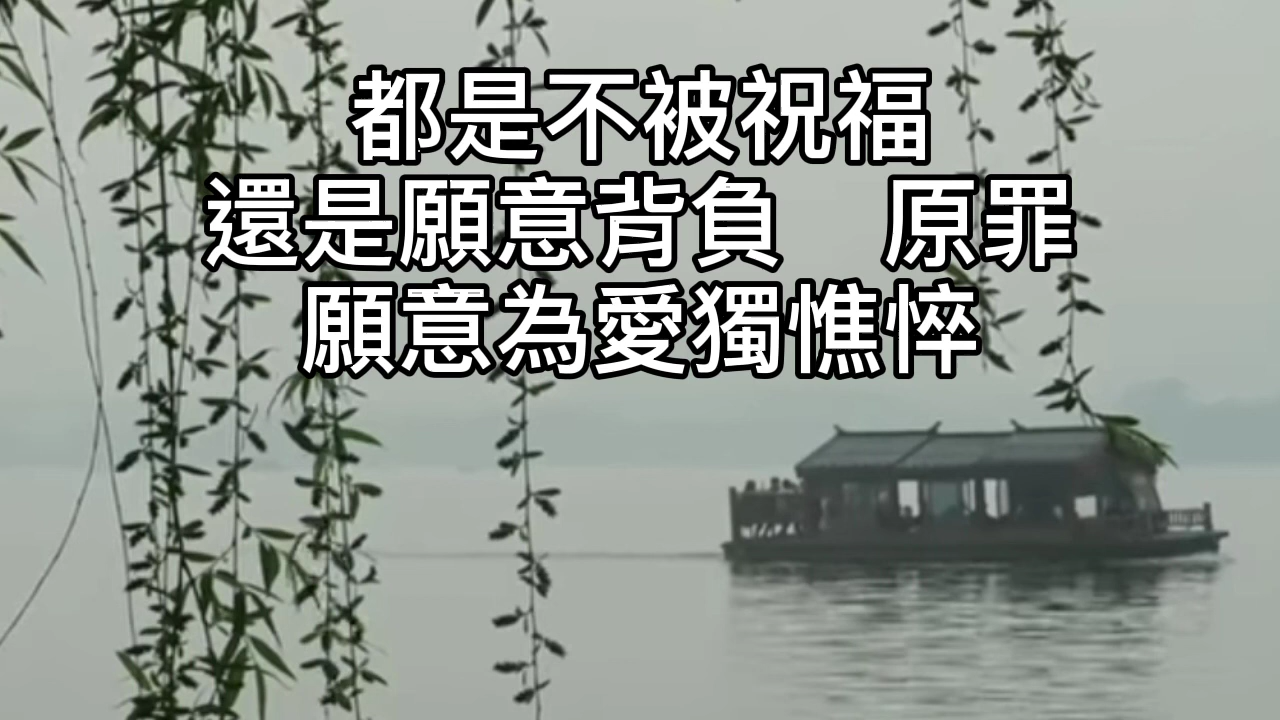 都是不被祝福
還是願意背負　原罪
願意為愛獨憔悴